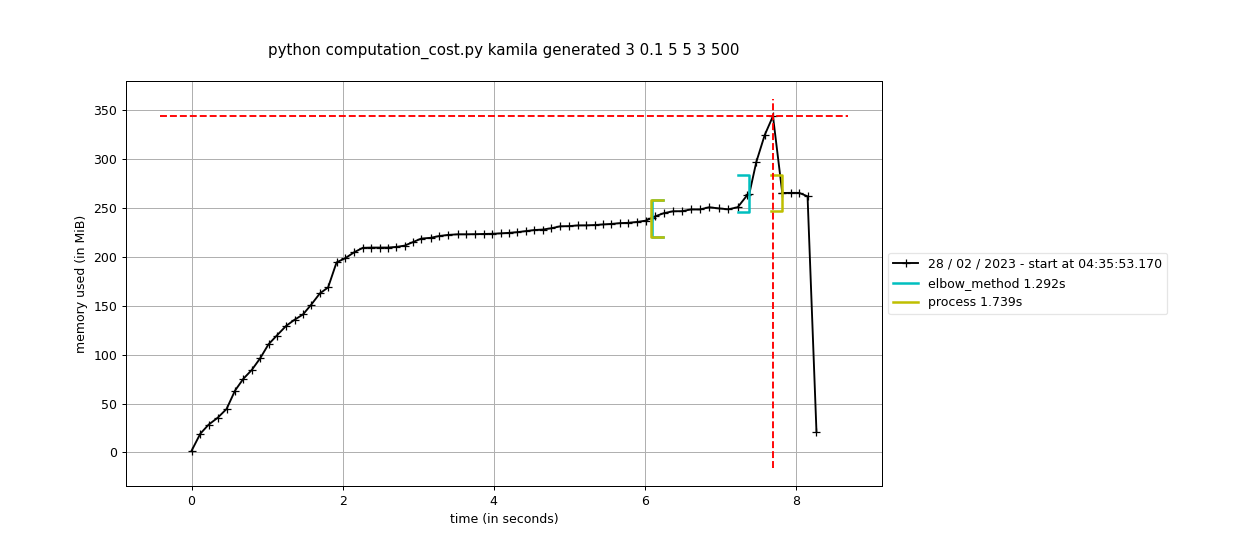 python computation_cost.py kamila generated 3 0.1 5 5 3 500
350
300
250
200
150
100
50
0
memory used (in MiB)
0 2 4 6 8
time (in seconds)
28 / 02 / 2023 - start at 04:35:53.170
elbow_method 1.292s
process 1.739s